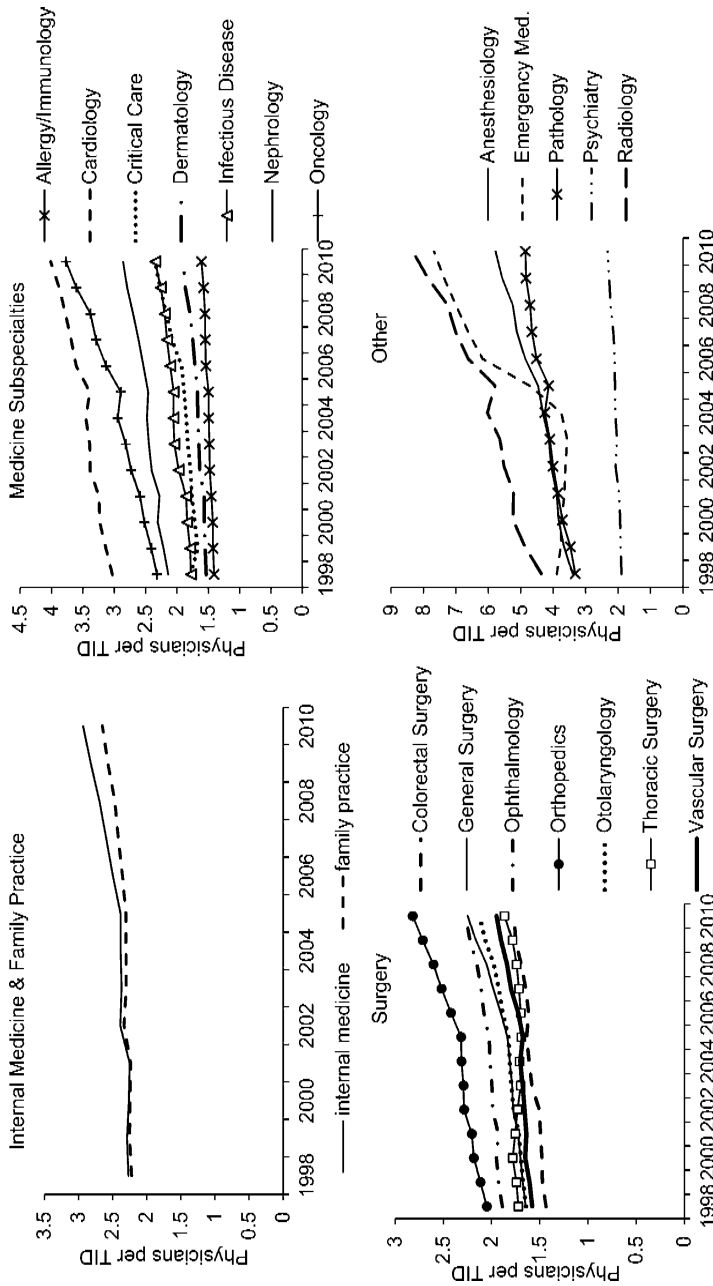 Internal Medicine & Family Practice
Physicians per TID
3.5
3
2.5
2
1.5
1
0.5
0
1998 2000 2002 2004 2006 2008 2010
internal medicine
family practice
Medicine Subspecialties
Physicians per TID
4.5
4
3.5
3
2.5
2
1.5
1
0.5
0
1998 2000 2002 2004 2006 2008 2010
Allergy/Immunology
Cardiology
Critical Care
Dermatology
Infectious Disease
Nephrology
Oncology
Surgery
Physicians per TID
3
2.5
2
1.5
1
0.5
0
1998 2000 2002 2004 2006 2008 2010
Colorectal Surgery
General Surgery
Ophthalmology
Orthopedics
Otolaryngology
Thoracic Surgery
Vascular Surgery
Other
Physicians per TID
9
8
7
6
5
4
3
2
1
0
1998 2000 2002 2004 2006 2008 2010
Anesthesiology
Emergency Med.
Pathology
Psychiatry
Radiology